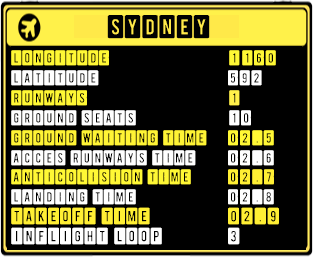 SYDNEY
LONGITUDE 1160
LATITUDE 592
RUNWAYS 1
GROUND SEATS 10
GROUND WAITING TIME 02.5
ACCES RUNWAYS TIME 02.6
ANTICOLISION TIME 02.7
LANDING TIME 02.8
TAKEOFF TIME 02.9
INFLIGHT LOOP 3